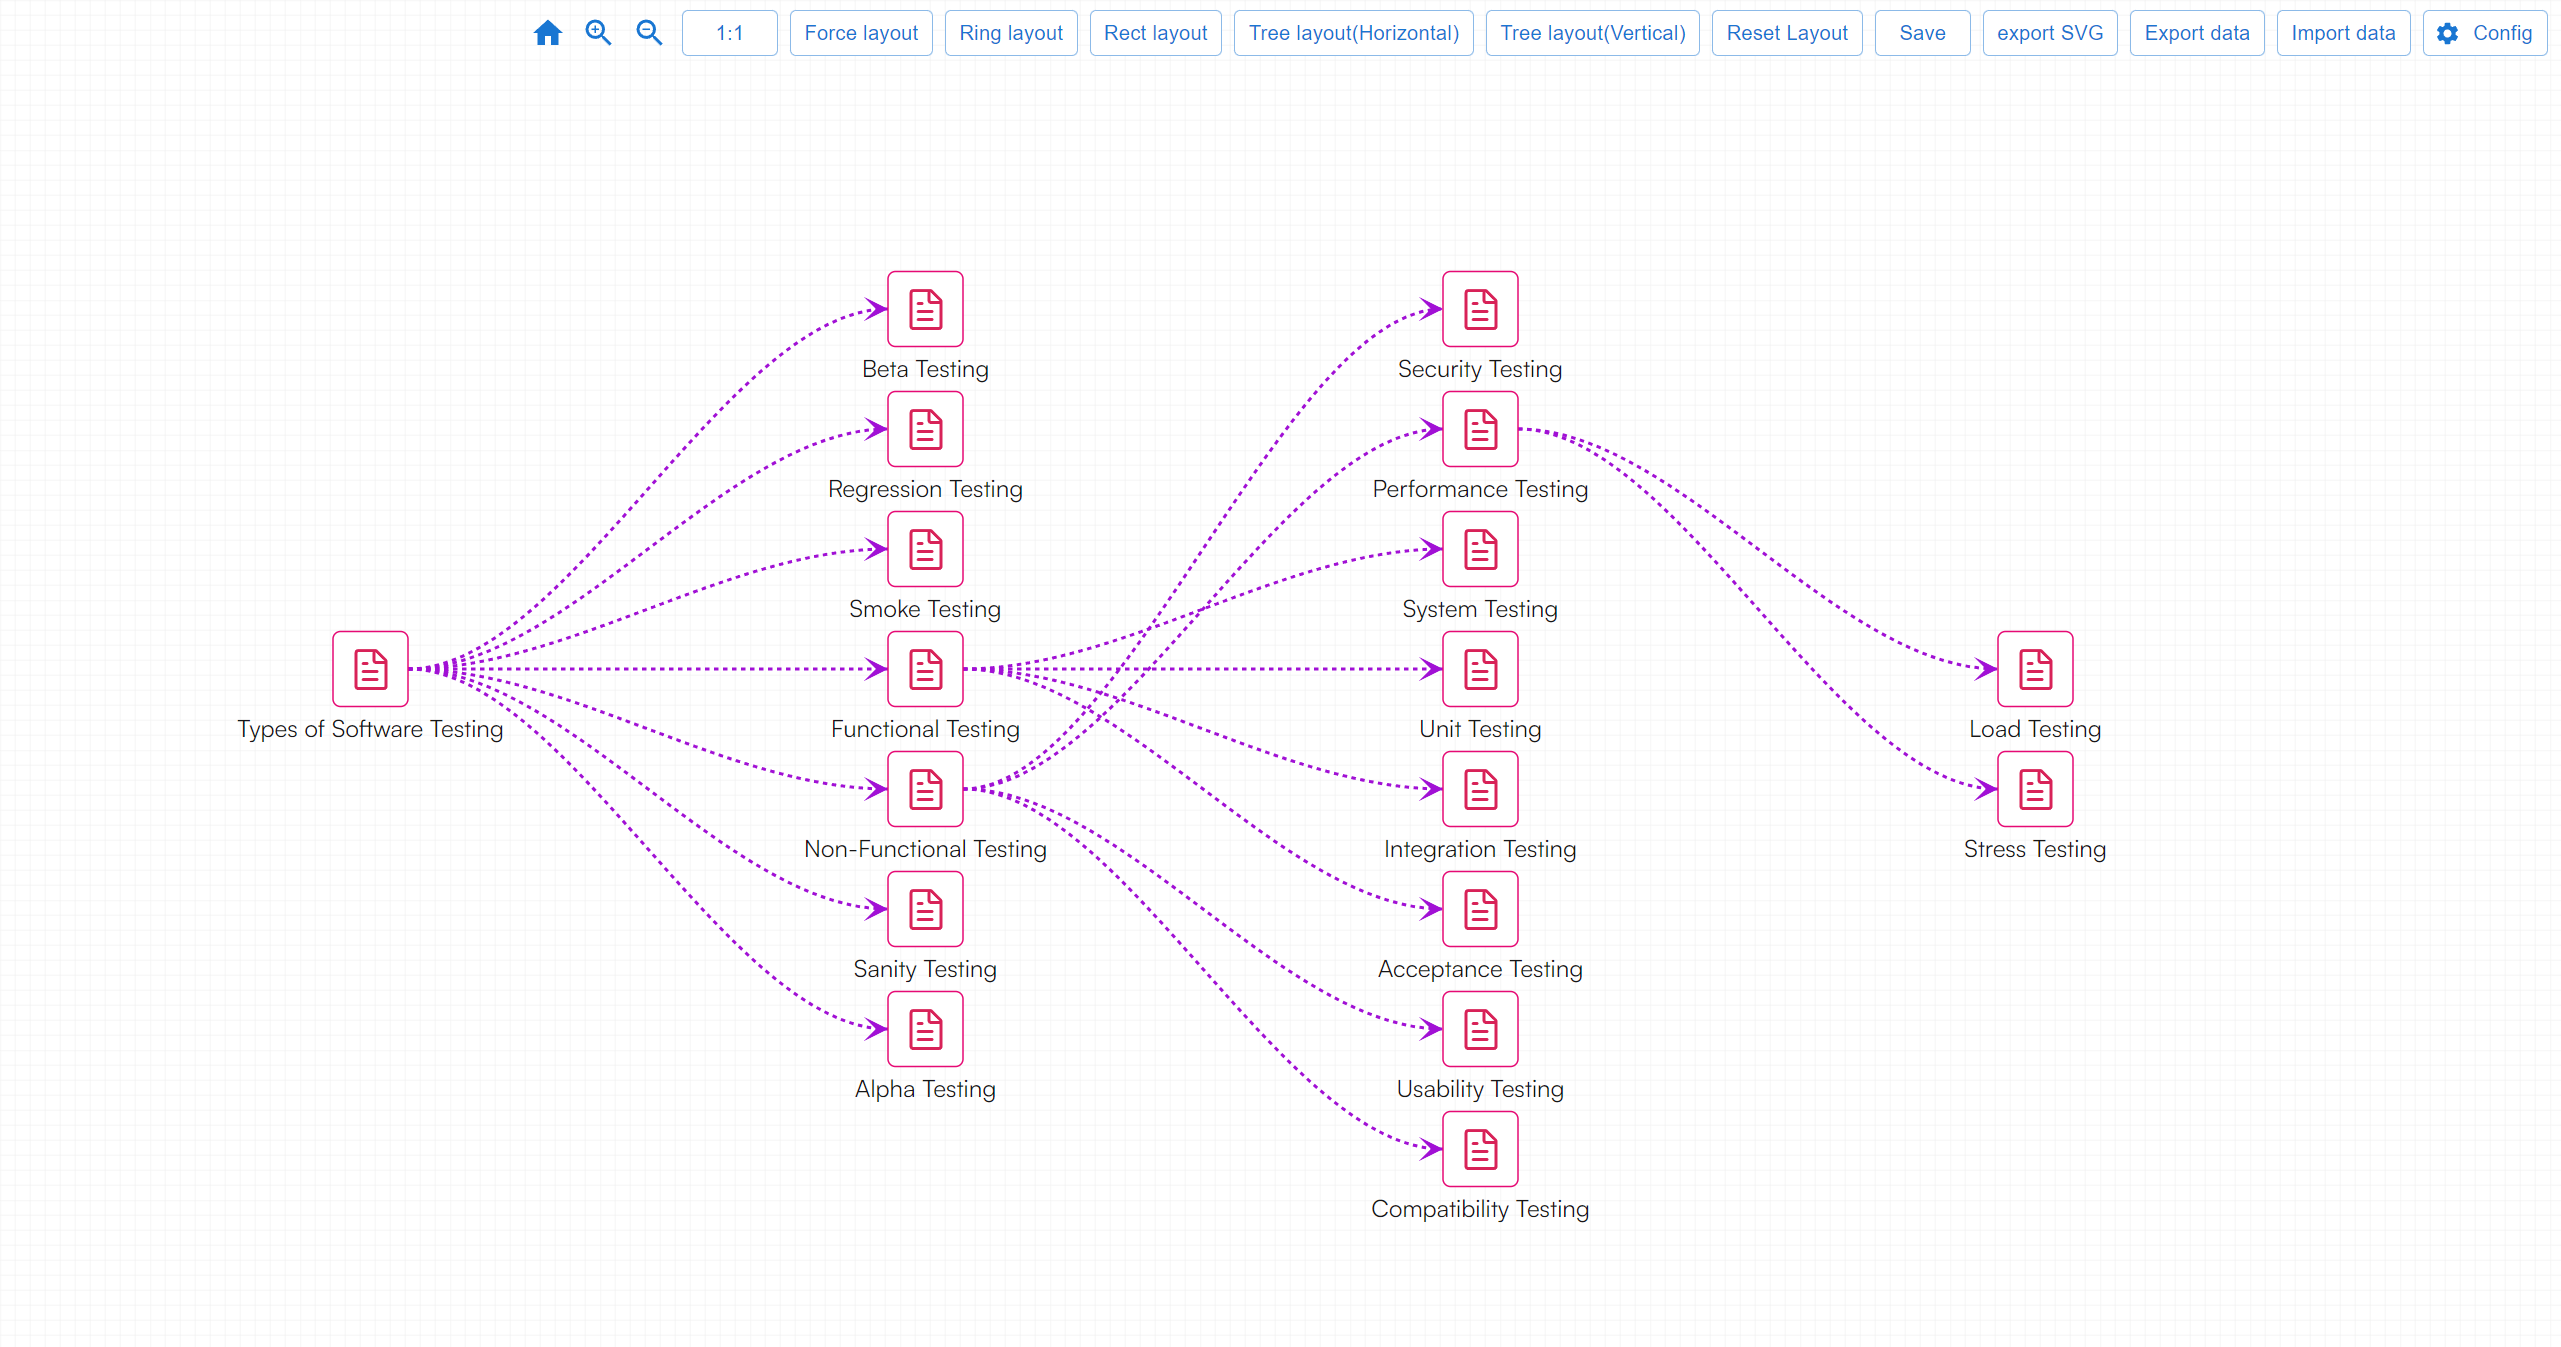 1:1
Force layout
Ring layout
Rect layout
Tree layout(Horizontal)
Tree layout(Vertical)
Reset Layout
Save
export SVG
Export data
Import data
Config
Types of Software Testing
Beta Testing
Regression Testing
Smoke Testing
Functional Testing
Non-Functional Testing
Sanity Testing
Alpha Testing
Security Testing
Performance Testing
System Testing
Unit Testing
Integration Testing
Acceptance Testing
Usability Testing
Compatibility Testing
Load Testing
Stress Testing